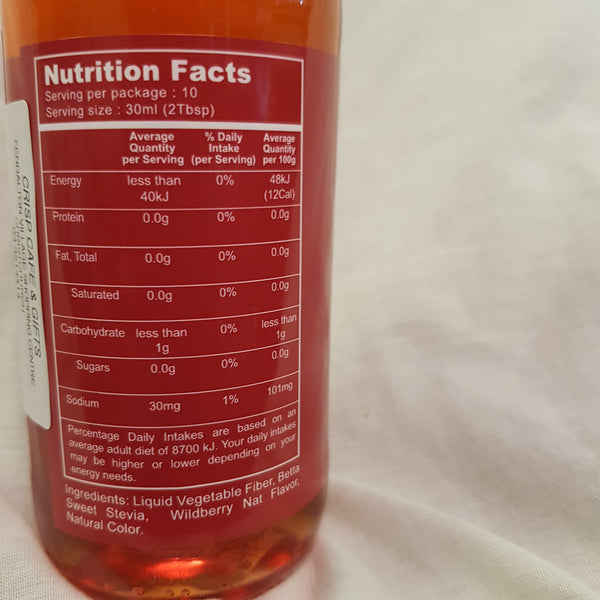 Nutrition Facts
Serving per package : 10
Serving size : 30ml (2Tbsp)
Average Quantity per Serving % Daily Intake (per Serving) Average Quantity per 100g
Energy less than 40kJ 0% 48kJ (12Cal)
Protein 0.0g 0% 0.0g
Fat, Total 0.0g 0% 0.0g
Saturated 0.0g 0% 0.0g
Carbohydrate less than 1g 0% less than 1g
Sugars 0.0g 0% 0.0g
Sodium 30mg 1% 101mg
Percentage Daily Intakes are based on an
average adult diet of 8700 kJ. Your daily intakes
may be higher or lower depending on your
energy needs.
Ingredients: Liquid Vegetable Fiber, Betta
Sweet Stevia, Wildberry Nat Flavor,
Natural Color.
CRISP CAFE & GIFTS